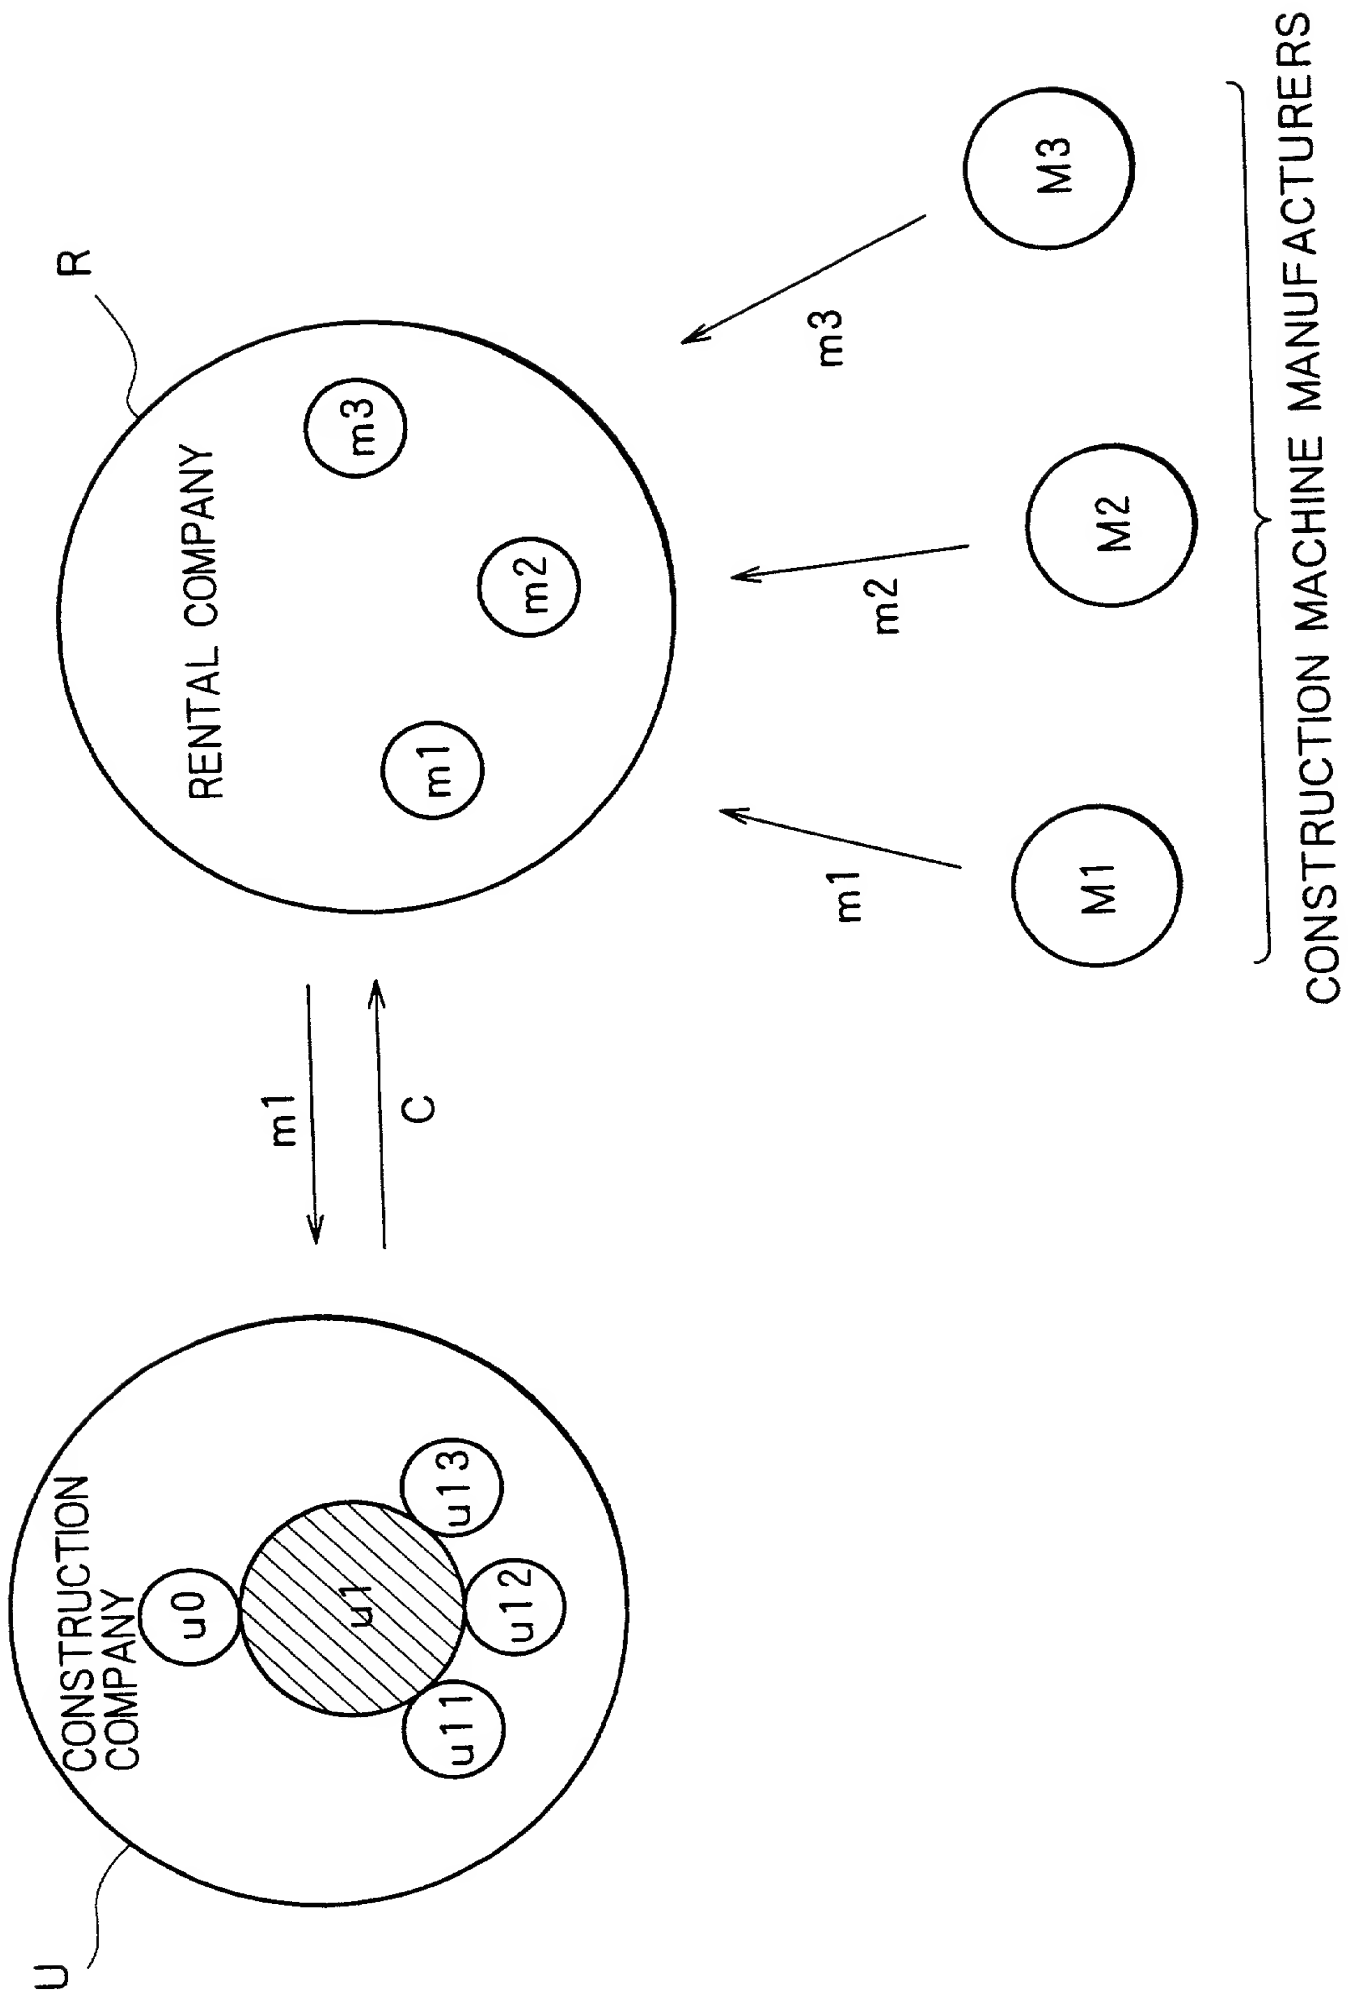 U
CONSTRUCTION
COMPANY
u0
u1
u11
u12
u13
m1
C
R
RENTAL COMPANY
m1
m2
m3
m1
m2
m3
M1
M2
M3
CONSTRUCTION MACHINE MANUFACTURERS